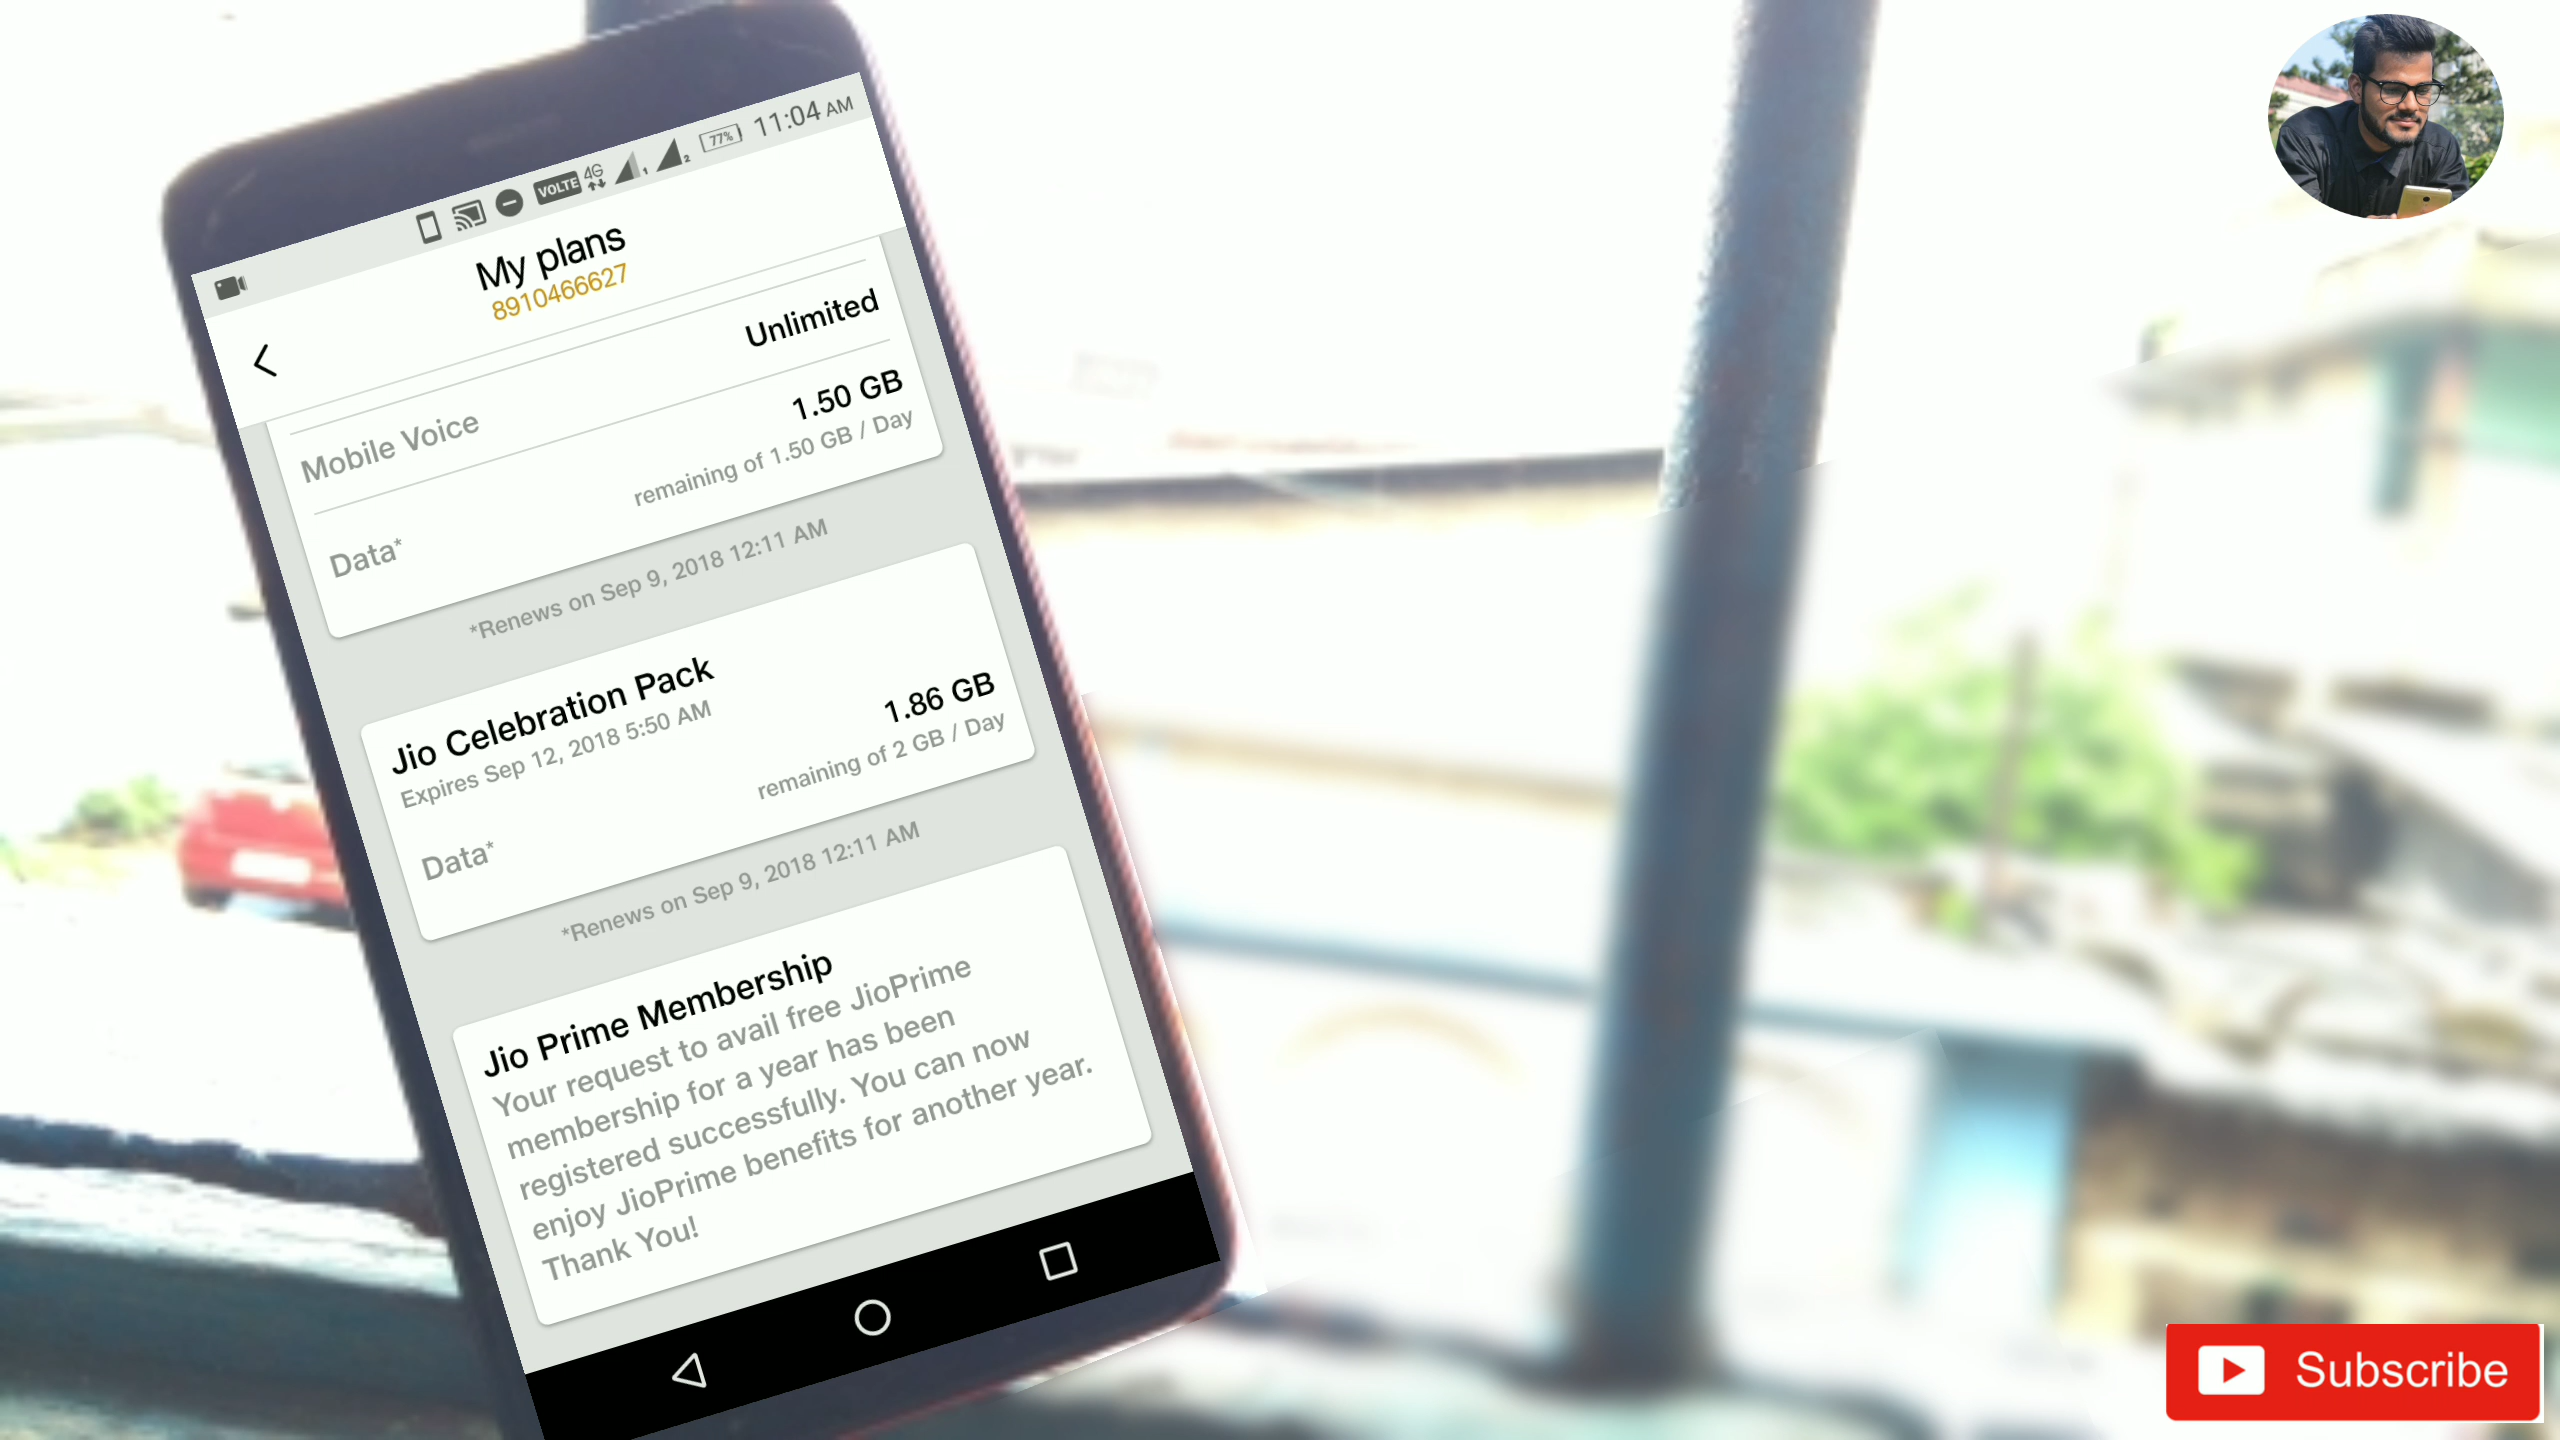 VOLTE 4G 1 2 77% 11:04 AM
My plans
8910466627
Unlimited
Mobile Voice
1.50 GB
remaining of 1.50 GB / Day
Data*
*Renews on Sep 9, 2018 12:11 AM
Jio Celebration Pack
Expires Sep 12, 2018 5:50 AM
1.86 GB
remaining of 2 GB / Day
Data*
*Renews on Sep 9, 2018 12:11 AM
Jio Prime Membership
Your request to avail free JioPrime
membership for a year has been
registered successfully. You can now
enjoy JioPrime benefits for another year.
Thank You!
Subscribe